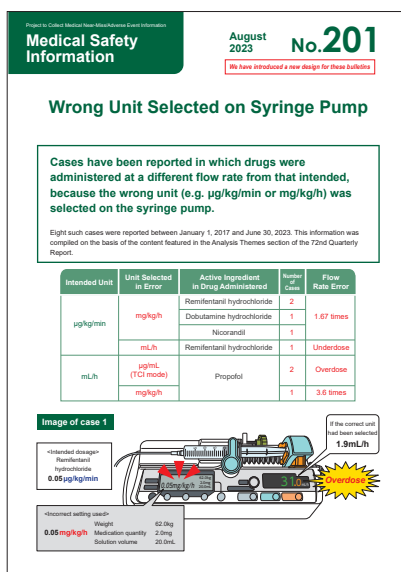 Project to Collect Medical Near-Miss/Adverse Event Information
Medical Safety
Information
August
2023
No.201
We have introduced a new design for these bulletins
Wrong Unit Selected on Syringe Pump
Cases have been reported in which drugs were
administered at a different flow rate from that intended,
because the wrong unit (e.g. µg/kg/min or mg/kg/h) was
selected on the syringe pump.
Eight such cases were reported between January 1, 2017 and June 30, 2023. This information was
compiled on the basis of the content featured in the Analysis Themes section of the 72nd Quarterly
Report.
Intended Unit
Unit Selected
in Error
Active Ingredient
in Drug Administered
Number
of
Cases
Flow
Rate Error
µg/kg/min
mg/kg/h
Remifentanil hydrochloride
2
Dobutamine hydrochloride
1
1.67 times
Nicorandil
1
mL/h
Remifentanil hydrochloride
1
Underdose
mL/h
µg/mL
(TCI mode)
Propofol
2
Overdose
mg/kg/h
1
3.6 times
Image of case 1
If the correct unit
had been selected
1.9mL/h
<Intended dosage>
Remifentanil
hydrochloride
0.05µg/kg/min
0.05mg/kg/h
62.0kg
2.0mg
20.0mL
31.0
Overdose
<Incorrect setting used>
0.05mg/kg/h
Weight 62.0kg
Medication quantity 2.0mg
Solution volume 20.0mL